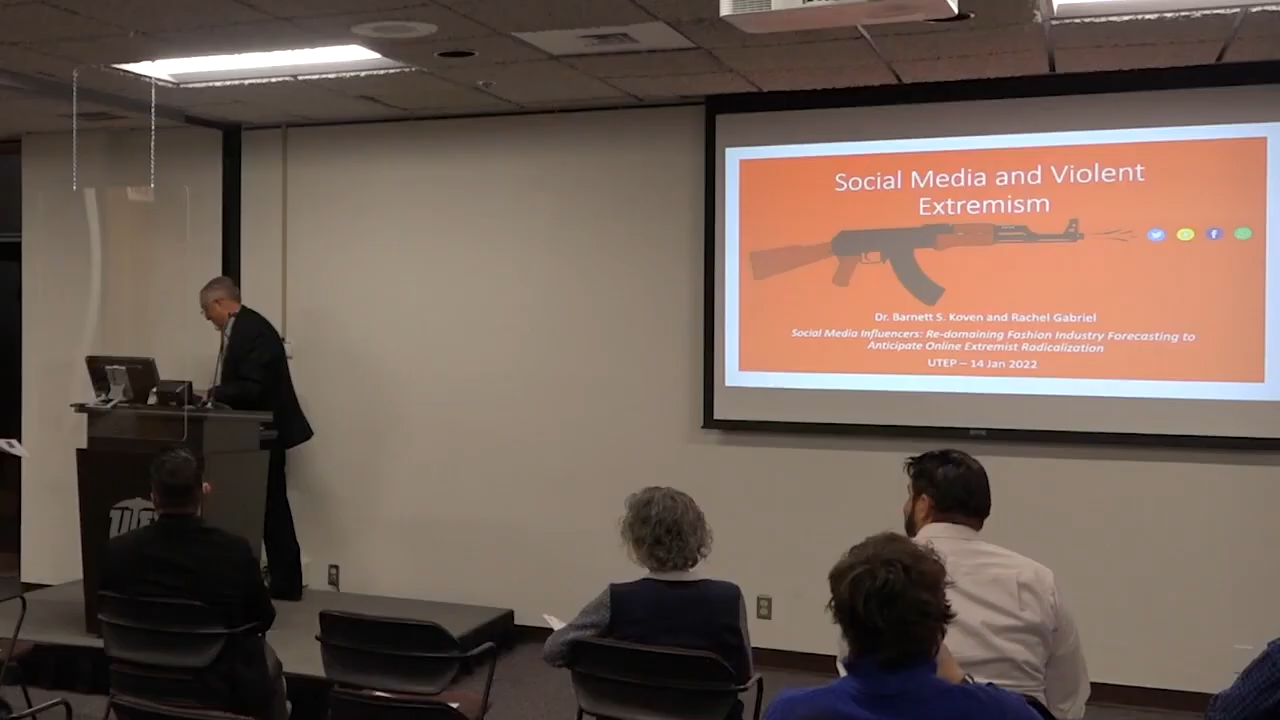 Social Media and Violent
Extremism
Dr. Barnett S. Koven and Rachel Gabriel
Social Media Influencers: Re-domaining Fashion Industry Forecasting to
Anticipate Online Extremist Radicalization
UTEP – 14 Jan 2022